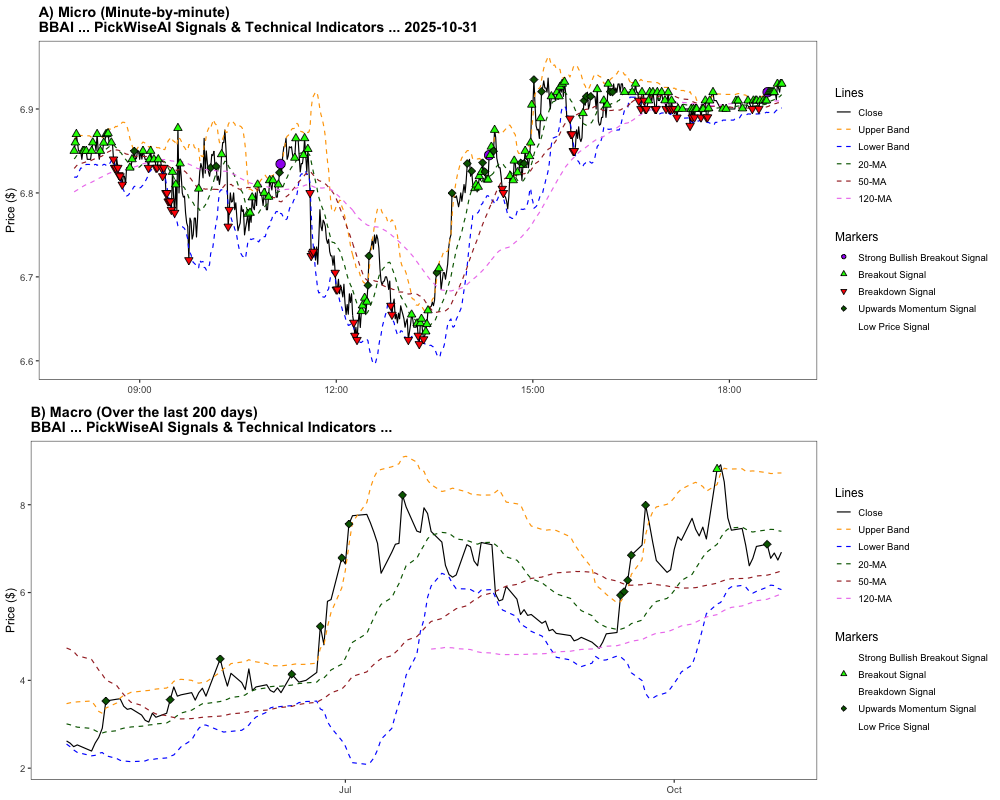 A) Micro (Minute-by-minute)
BBAI ... PickWiseAI Signals & Technical Indicators ... 2025-10-31
Price ($)
6.9
6.8
6.7
6.6
09:00
12:00
15:00
18:00
Lines
Close
Upper Band
Lower Band
20-MA
50-MA
120-MA
Markers
Strong Bullish Breakout Signal
Breakout Signal
Breakdown Signal
Upwards Momentum Signal
Low Price Signal
B) Macro (Over the last 200 days)
BBAI ... PickWiseAI Signals & Technical Indicators ...
Price ($)
8
6
4
2
Jul
Oct
Lines
Close
Upper Band
Lower Band
20-MA
50-MA
120-MA
Markers
Strong Bullish Breakout Signal
Breakout Signal
Breakdown Signal
Upwards Momentum Signal
Low Price Signal